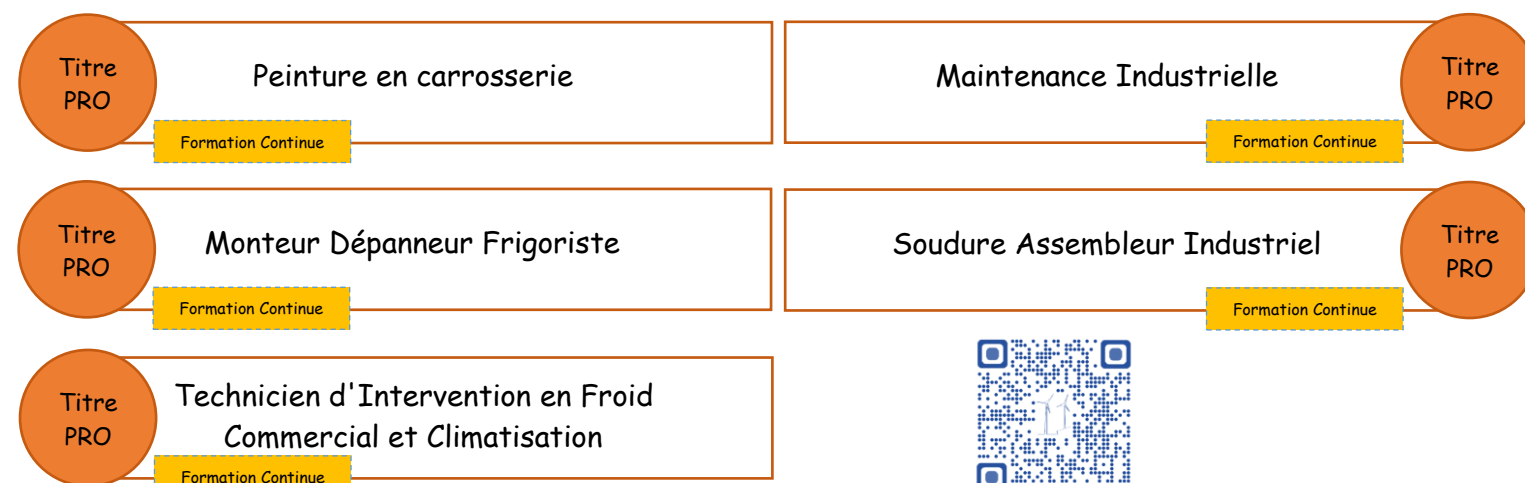 Titre
PRO
Peinture en carrosserie
Formation Continue
Maintenance Industrielle
Titre
PRO
Formation Continue
Titre
PRO
Monteur Dépanneur Frigoriste
Formation Continue
Soudure Assembleur Industriel
Titre
PRO
Formation Continue
Titre
PRO
Technicien d'Intervention en Froid
Commercial et Climatisation
Formation Continue